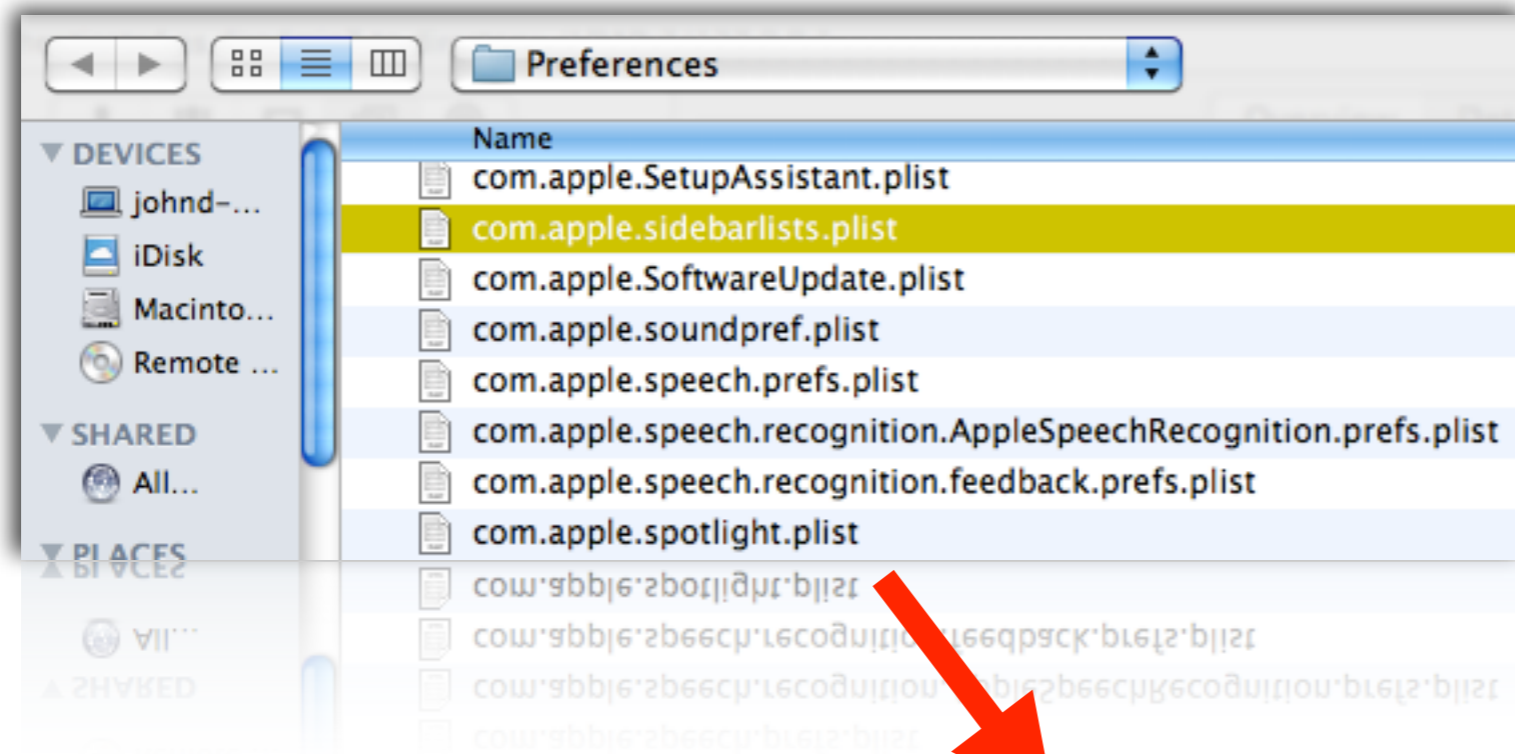 Preferences
DEVICES
johnd-...
iDisk
Macinto...
Remote ...
SHARED
All...
PLACES
Name
com.apple.SetupAssistant.plist
com.apple.sidebarlists.plist
com.apple.SoftwareUpdate.plist
com.apple.soundpref.plist
com.apple.speech.prefs.plist
com.apple.speech.recognition.AppleSpeechRecognition.prefs.plist
com.apple.speech.recognition.feedback.prefs.plist
com.apple.spotlight.plist